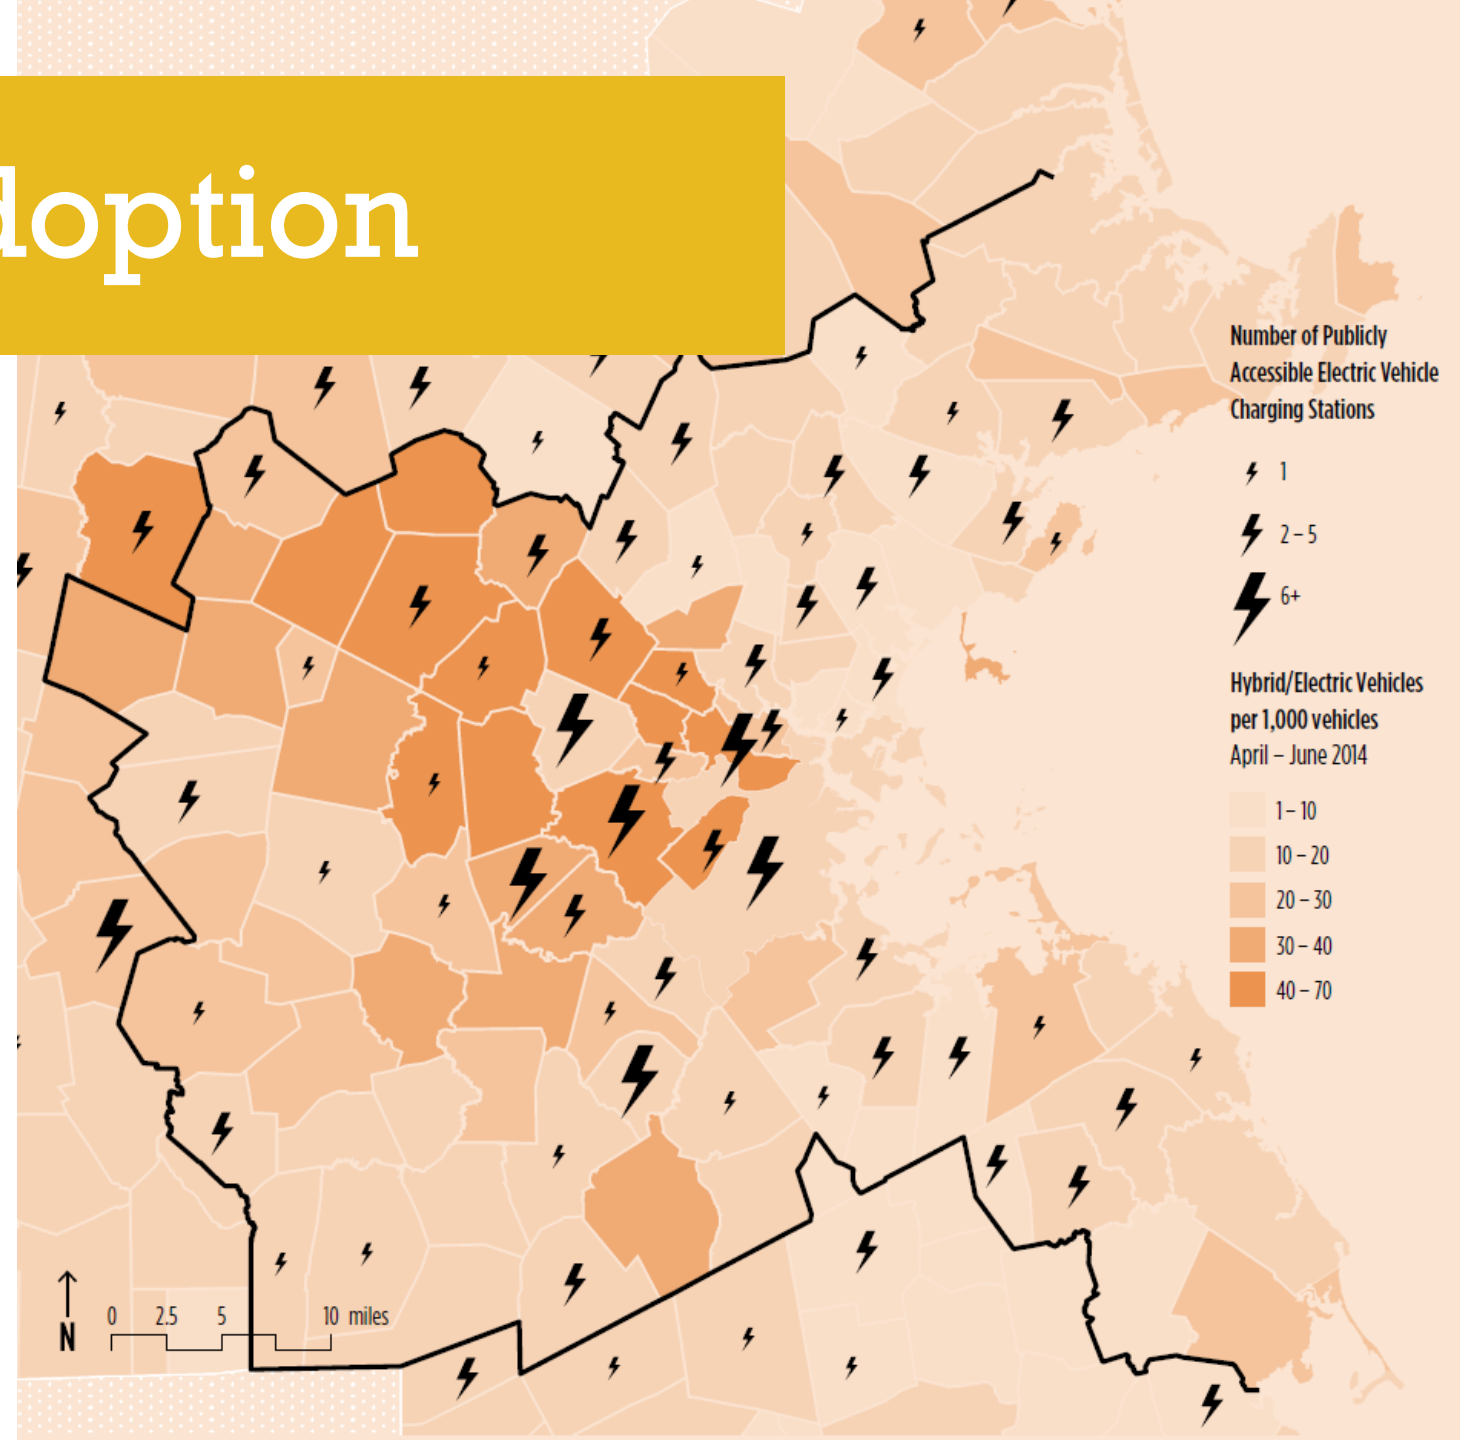 doption
Number of Publicly
Accessible Electric Vehicle
Charging Stations
1
2 – 5
6+
Hybrid/Electric Vehicles
per 1,000 vehicles
April – June 2014
1 – 10
10 – 20
20 – 30
30 – 40
40 – 70
0 2.5 5 10 miles
N